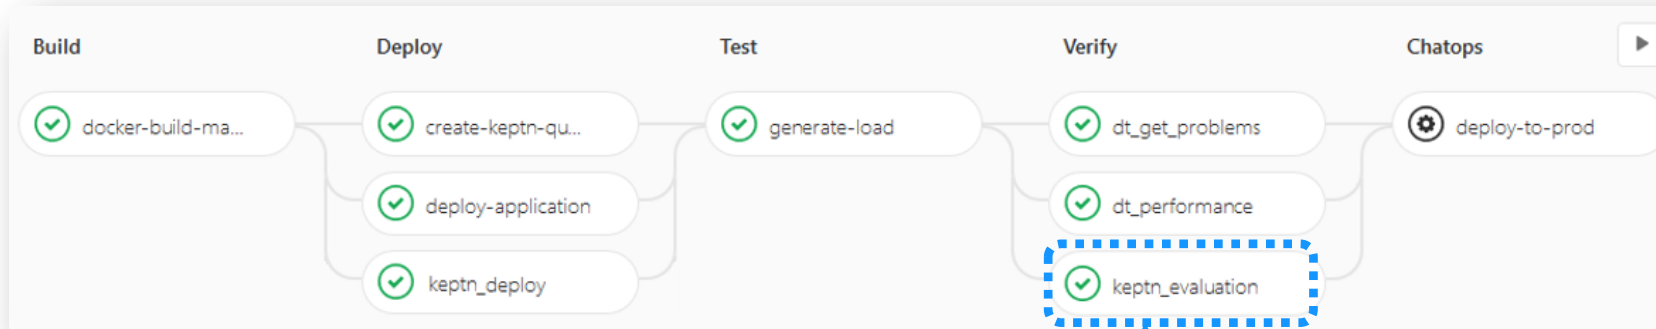 Build
Deploy
Test
Verify
Chatops
docker-build-ma...
create-keptn-qu...
generate-load
dt_get_problems
deploy-to-prod
deploy-application
dt_performance
keptn_deploy
keptn_evaluation